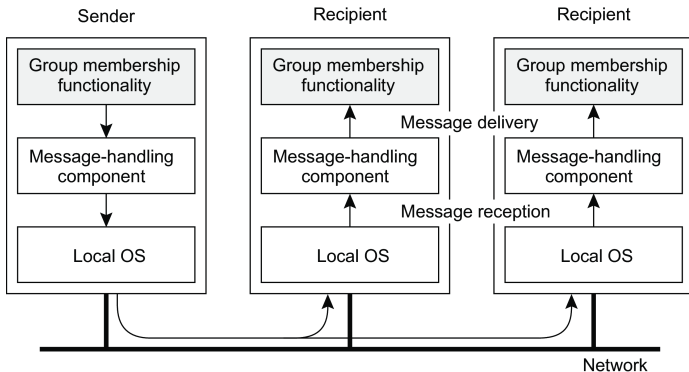 Sender
Recipient
Recipient
Group membership
functionality
Group membership
functionality
Group membership
functionality
Message delivery
Message-handling
component
Message-handling
component
Message-handling
component
Message reception
Local OS
Local OS
Local OS
Network